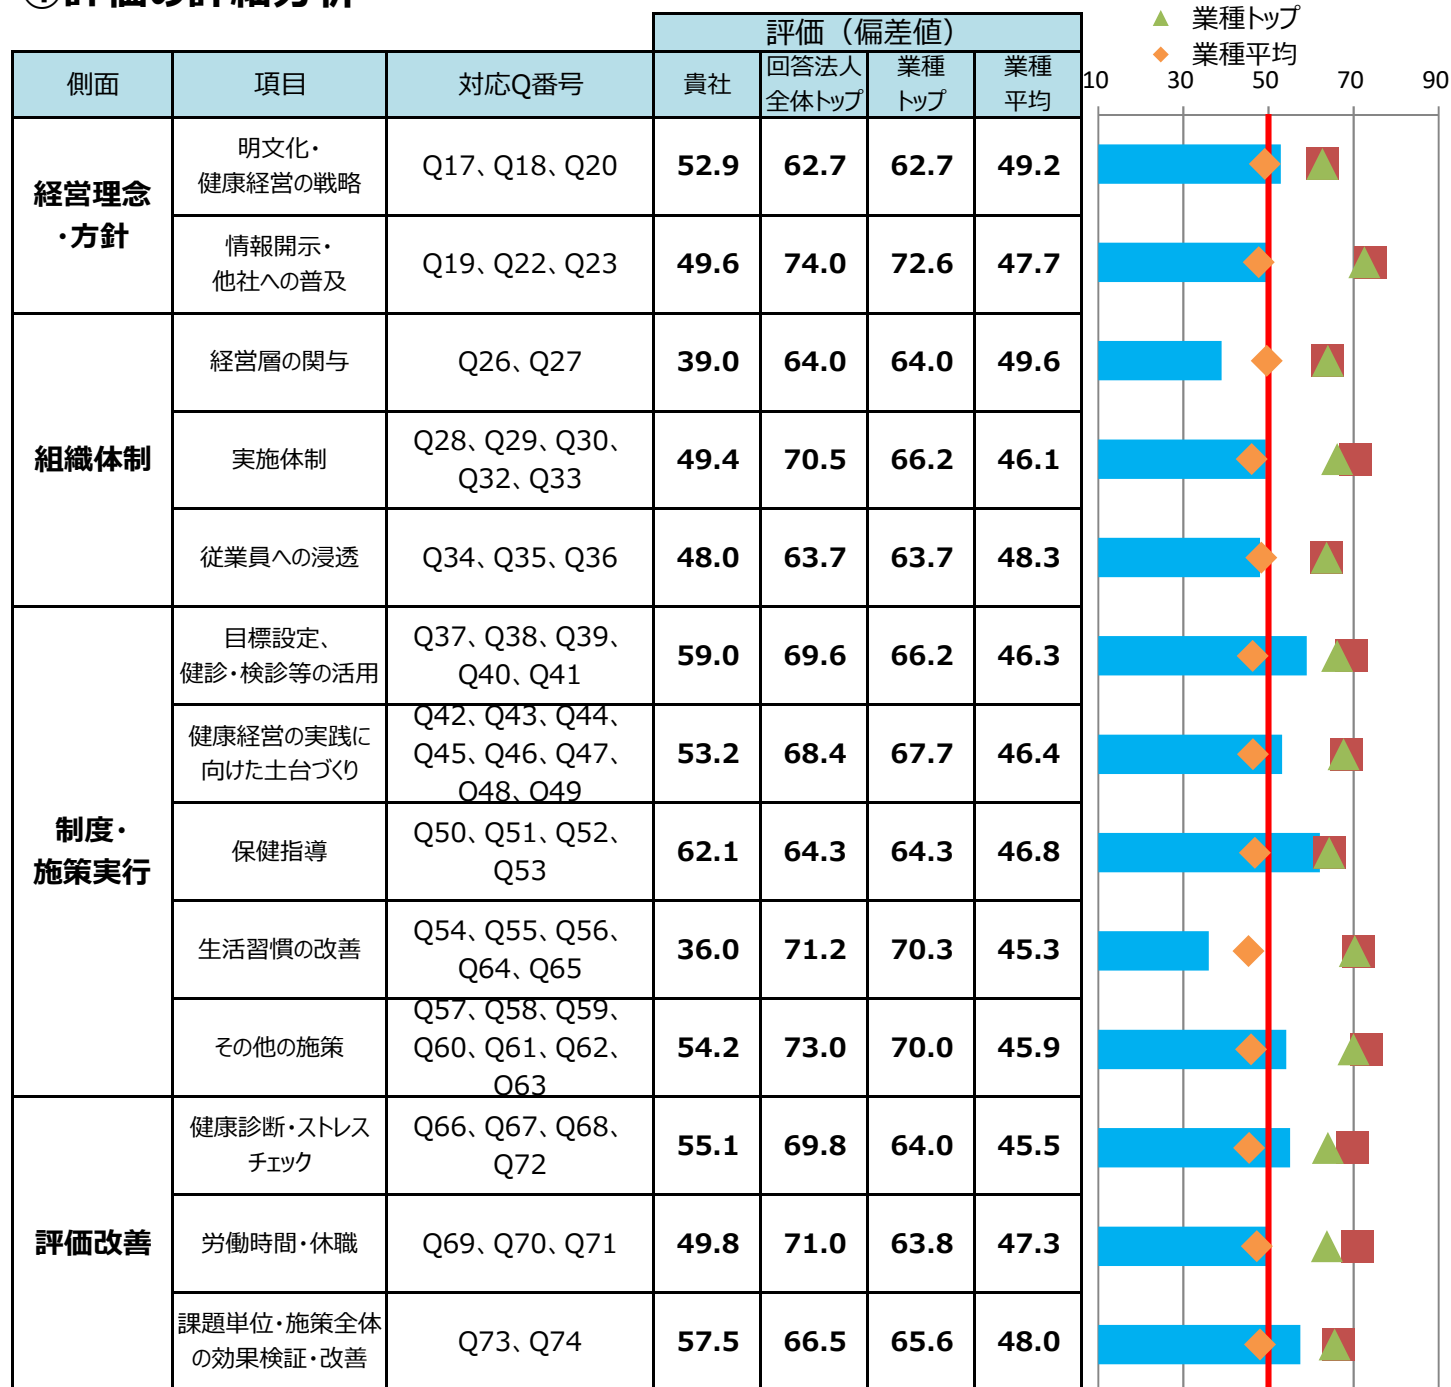 ①評価の詳細分析
業種トップ
業種平均
評価（偏差値）
側面 項目 対応Q番号 貴社 回答法人全体トップ 業種トップ 業種平均
10 30 50 70 90
経営理念・方針
明文化・
健康経営の戦略
Q17、Q18、Q20
52.9 62.7 62.7 49.2
情報開示・
他社への普及
Q19、Q22、Q23
49.6 74.0 72.6 47.7
組織体制
経営層の関与
Q26、Q27
39.0 64.0 64.0 49.6
実施体制
Q28、Q29、Q30、
Q32、Q33
49.4 70.5 66.2 46.1
従業員への浸透
Q34、Q35、Q36
48.0 63.7 63.7 48.3
制度・
施策実行
目標設定、
健診・検診等の活用
Q37、Q38、Q39、
Q40、Q41
59.0 69.6 66.2 46.3
健康経営の実践に
向けた土台づくり
Q42、Q43、Q44、
Q45、Q46、Q47、
Q48、Q49
53.2 68.4 67.7 46.4
保健指導
Q50、Q51、Q52、
Q53
62.1 64.3 64.3 46.8
生活習慣の改善
Q54、Q55、Q56、
Q64、Q65
36.0 71.2 70.3 45.3
その他の施策
Q57、Q58、Q59、
Q60、Q61、Q62、
Q63
54.2 73.0 70.0 45.9
評価改善
健康診断・ストレス
チェック
Q66、Q67、Q68、
Q72
55.1 69.8 64.0 45.5
労働時間・休職
Q69、Q70、Q71
49.8 71.0 63.8 47.3
課題単位・施策全体
の効果検証・改善
Q73、Q74
57.5 66.5 65.6 48.0